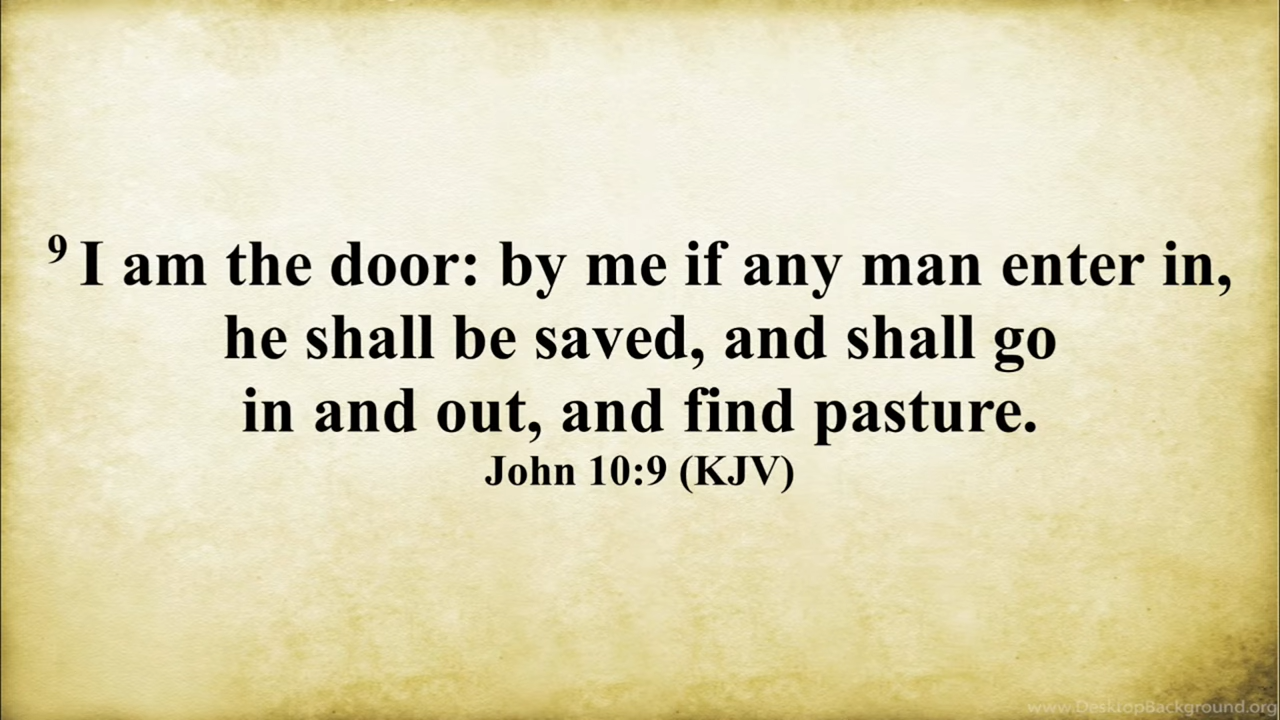 ⁹ I am the door: by me if any man enter in,
he shall be saved, and shall go
in and out, and find pasture.
John 10:9 (KJV)
www.DesktopBackground.org